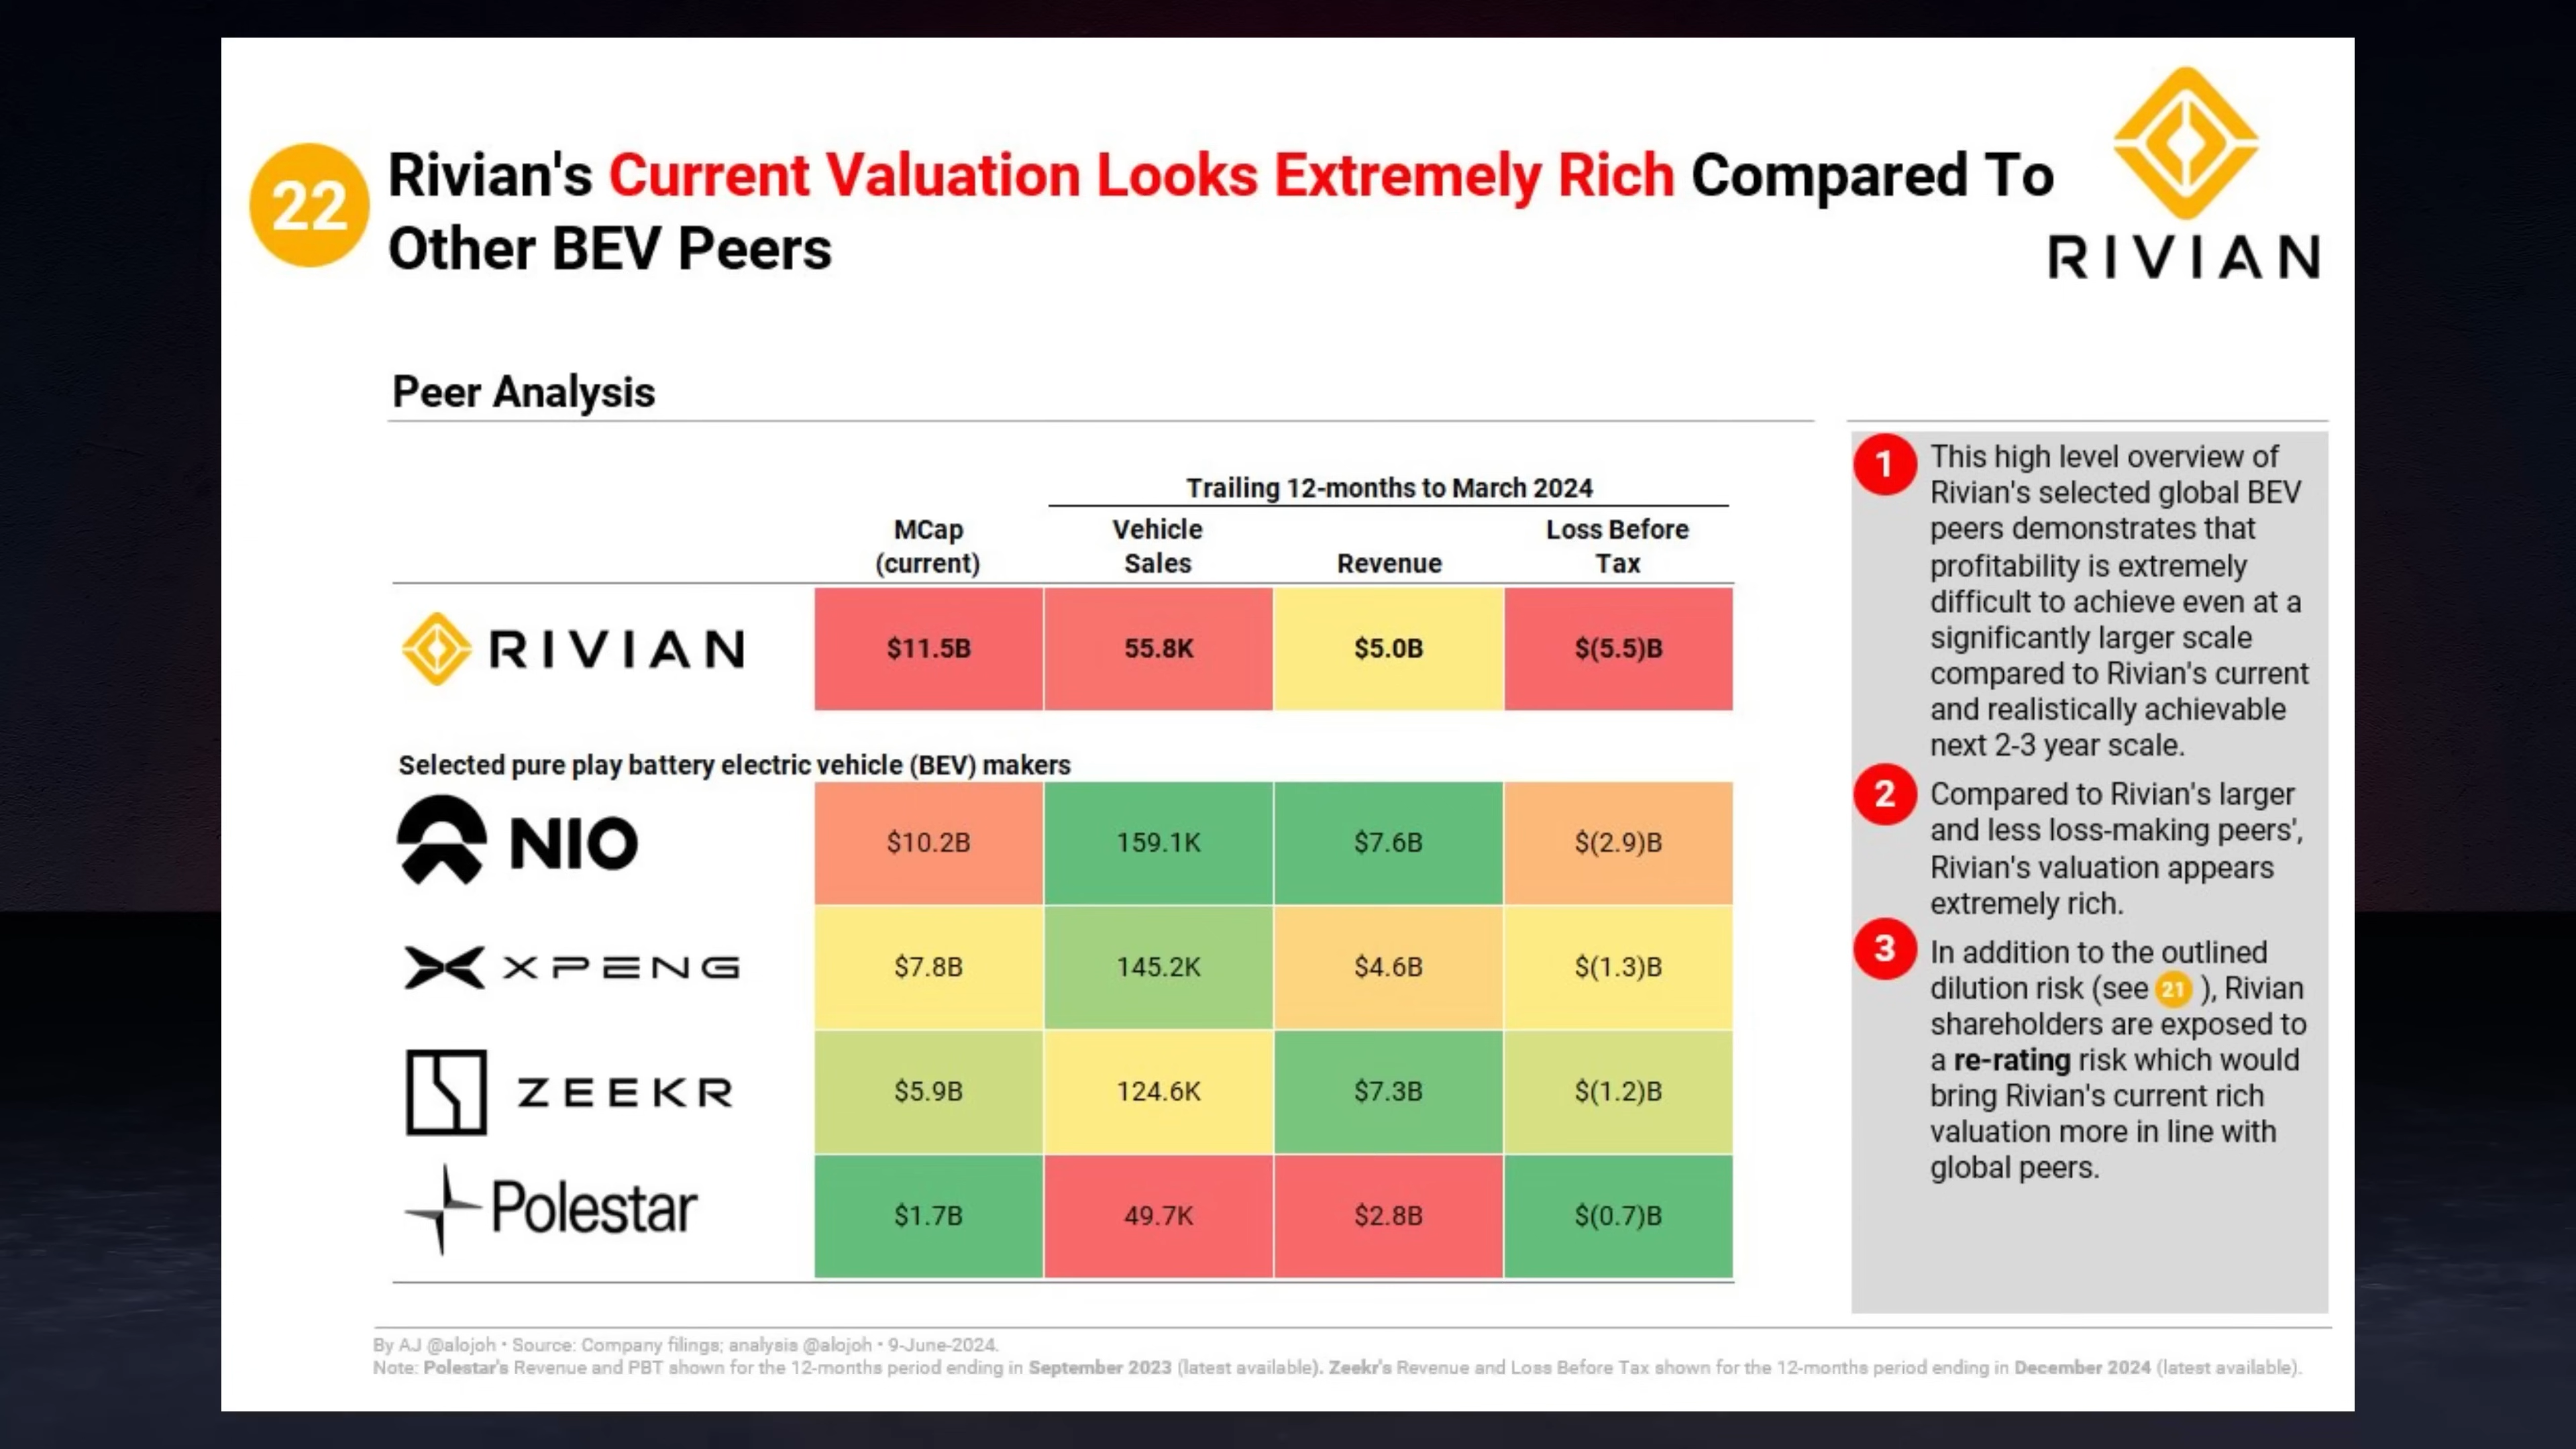 22
Rivian's Current Valuation Looks Extremely Rich Compared To
Other BEV Peers
RIVIAN
Peer Analysis
Trailing 12-months to March 2024
MCap
(current)
Vehicle
Sales
Revenue
Loss Before
Tax
RIVIAN $11.5B 55.8K $5.0B $(5.5)B
Selected pure play battery electric vehicle (BEV) makers
NIO $10.2B 159.1K $7.6B $(2.9)B
XPENG $7.8B 145.2K $4.6B $(1.3)B
ZEEKR $5.9B 124.6K $7.3B $(1.2)B
Polestar $1.7B 49.7K $2.8B $(0.7)B
1 This high level overview of
Rivian's selected global BEV
peers demonstrates that
profitability is extremely
difficult to achieve even at a
significantly larger scale
compared to Rivian's current
and realistically achievable
next 2-3 year scale.
2 Compared to Rivian's larger
and less loss-making peers',
Rivian's valuation appears
extremely rich.
3 In addition to the outlined
dilution risk (see 21 ), Rivian
shareholders are exposed to
a re-rating risk which would
bring Rivian's current rich
valuation more in line with
global peers.
By AJ @alojoh • Source: Company filings; analysis @alojoh • 9-June-2024.
Note: Polestar's Revenue and PBT shown for the 12-months period ending in September 2023 (latest available). Zeekr's Revenue and Loss Before Tax shown for the 12-months period ending in December 2024 (latest available).